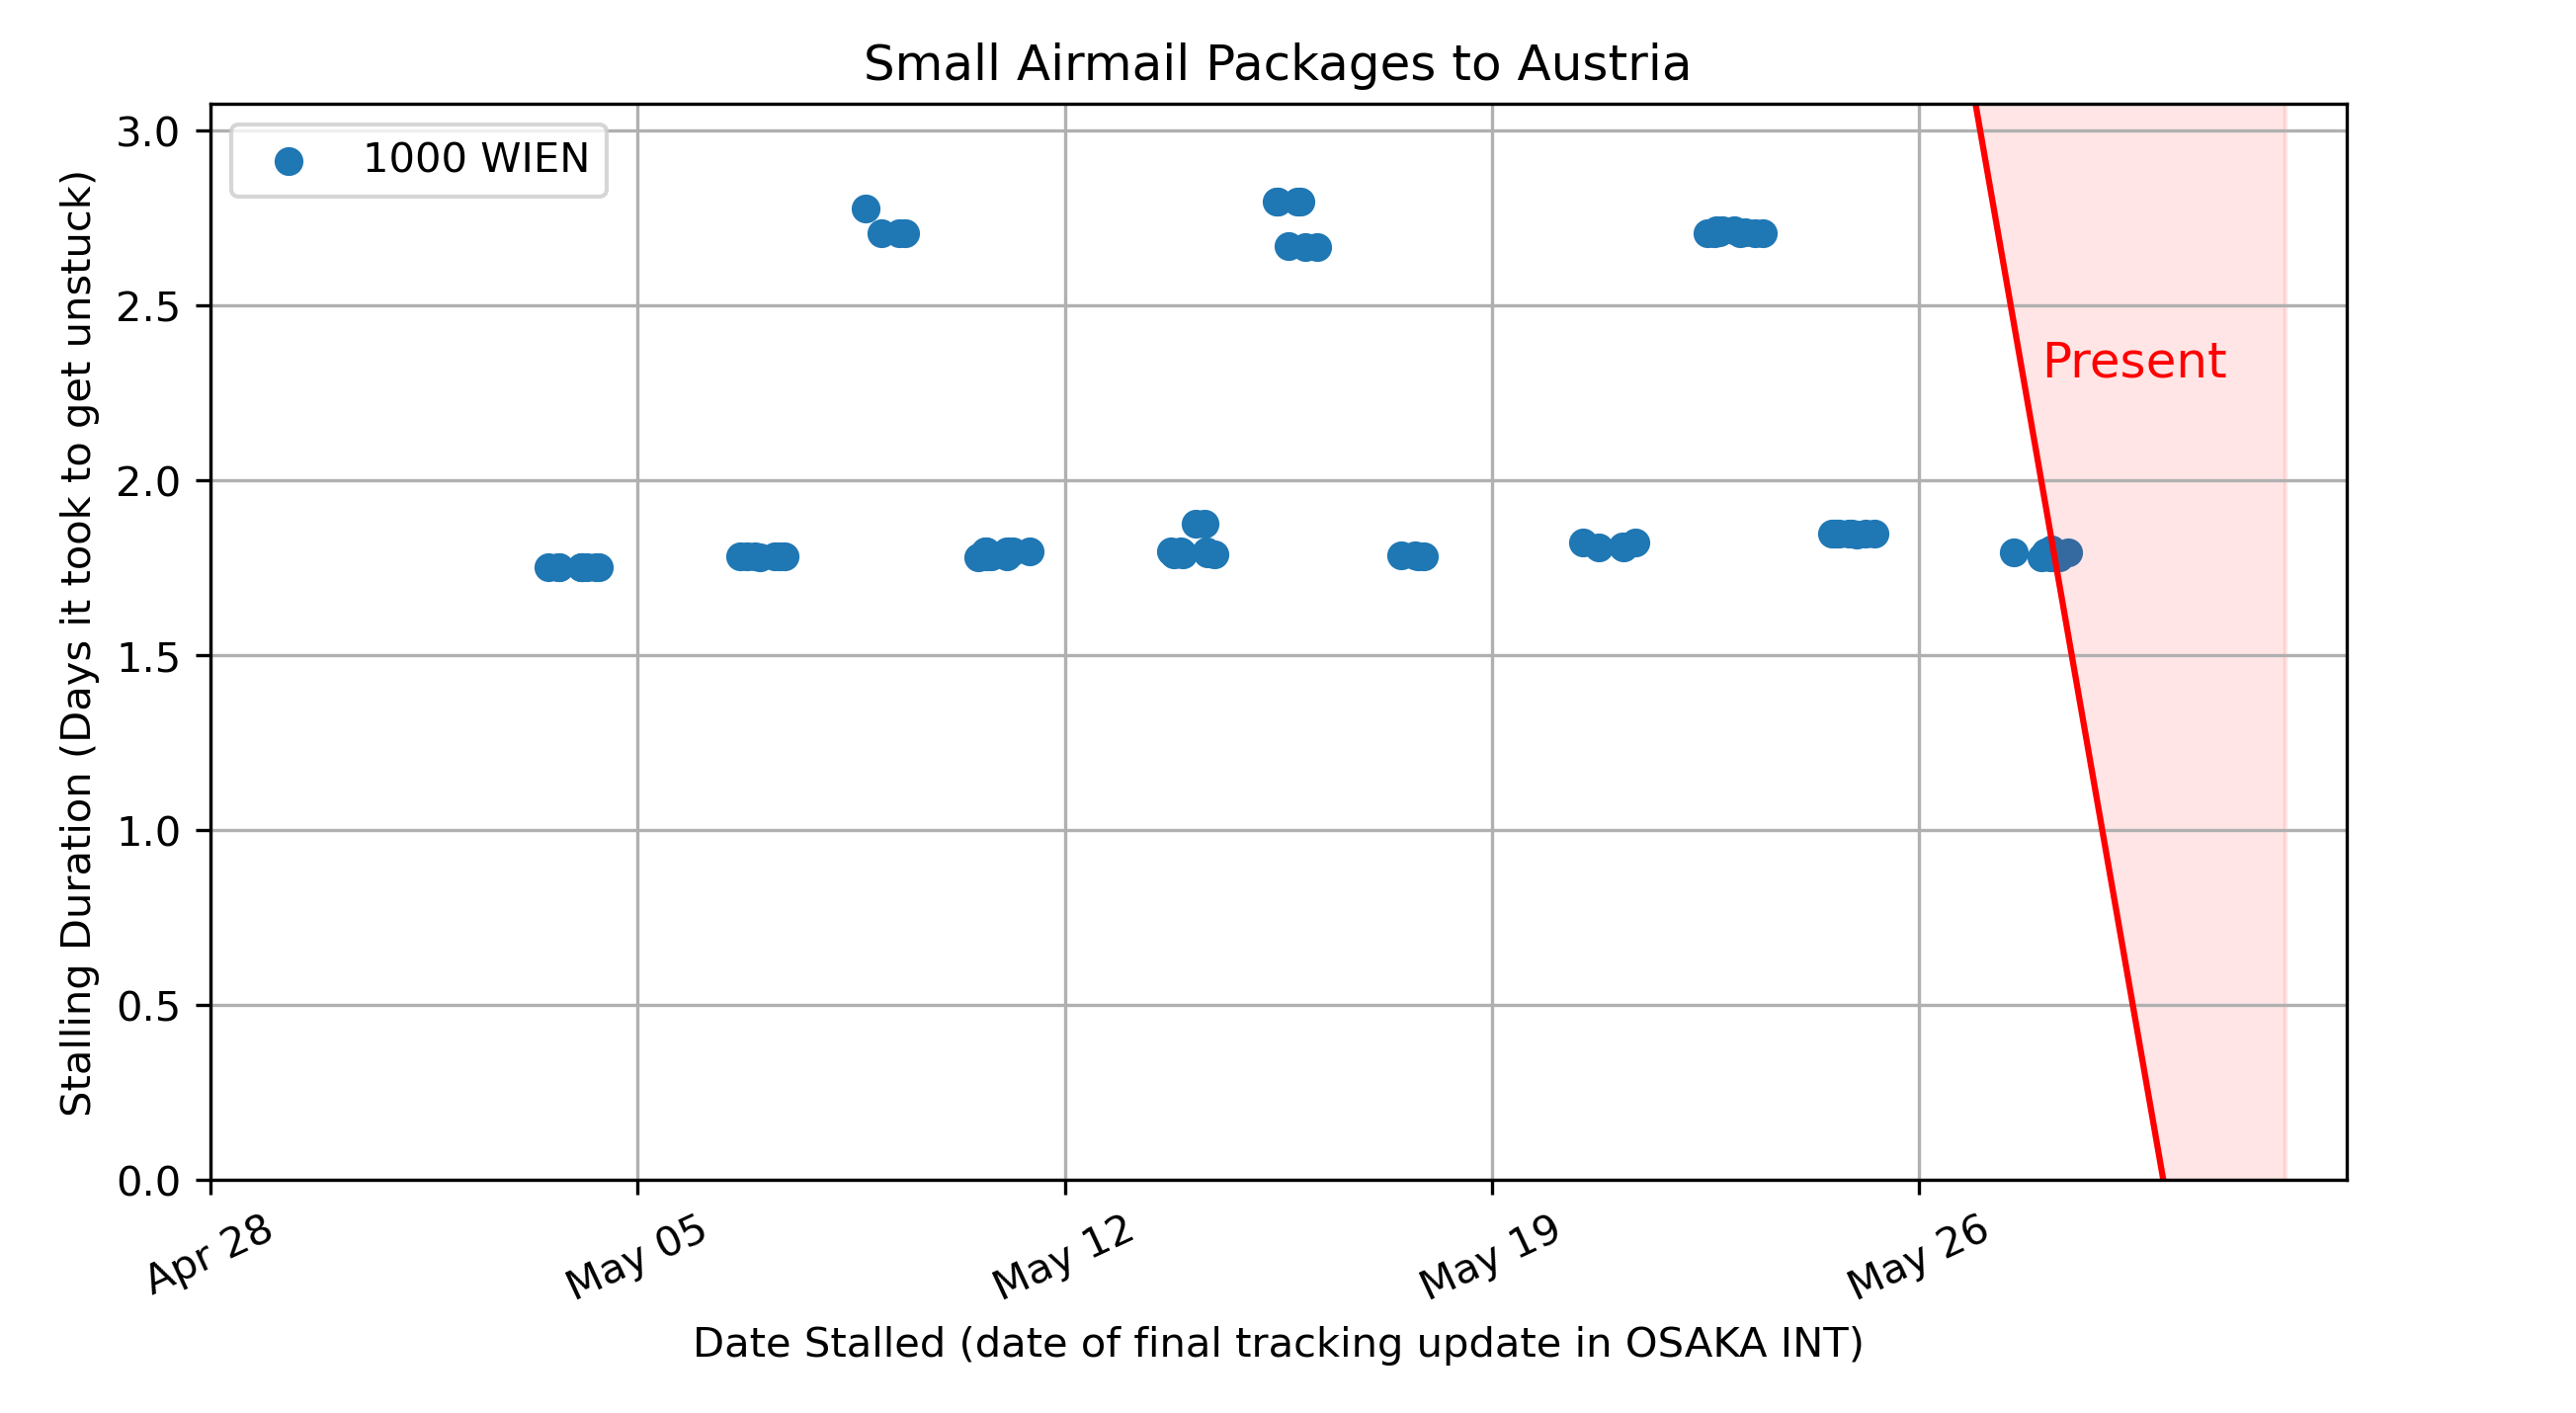 Small Airmail Packages to Austria
1000 WIEN
Present
Stalling Duration (Days it took to get unstuck)
3.0
2.5
2.0
1.5
1.0
0.5
0.0
Apr 28
May 05
May 12
May 19
May 26
Date Stalled (date of final tracking update in OSAKA INT)